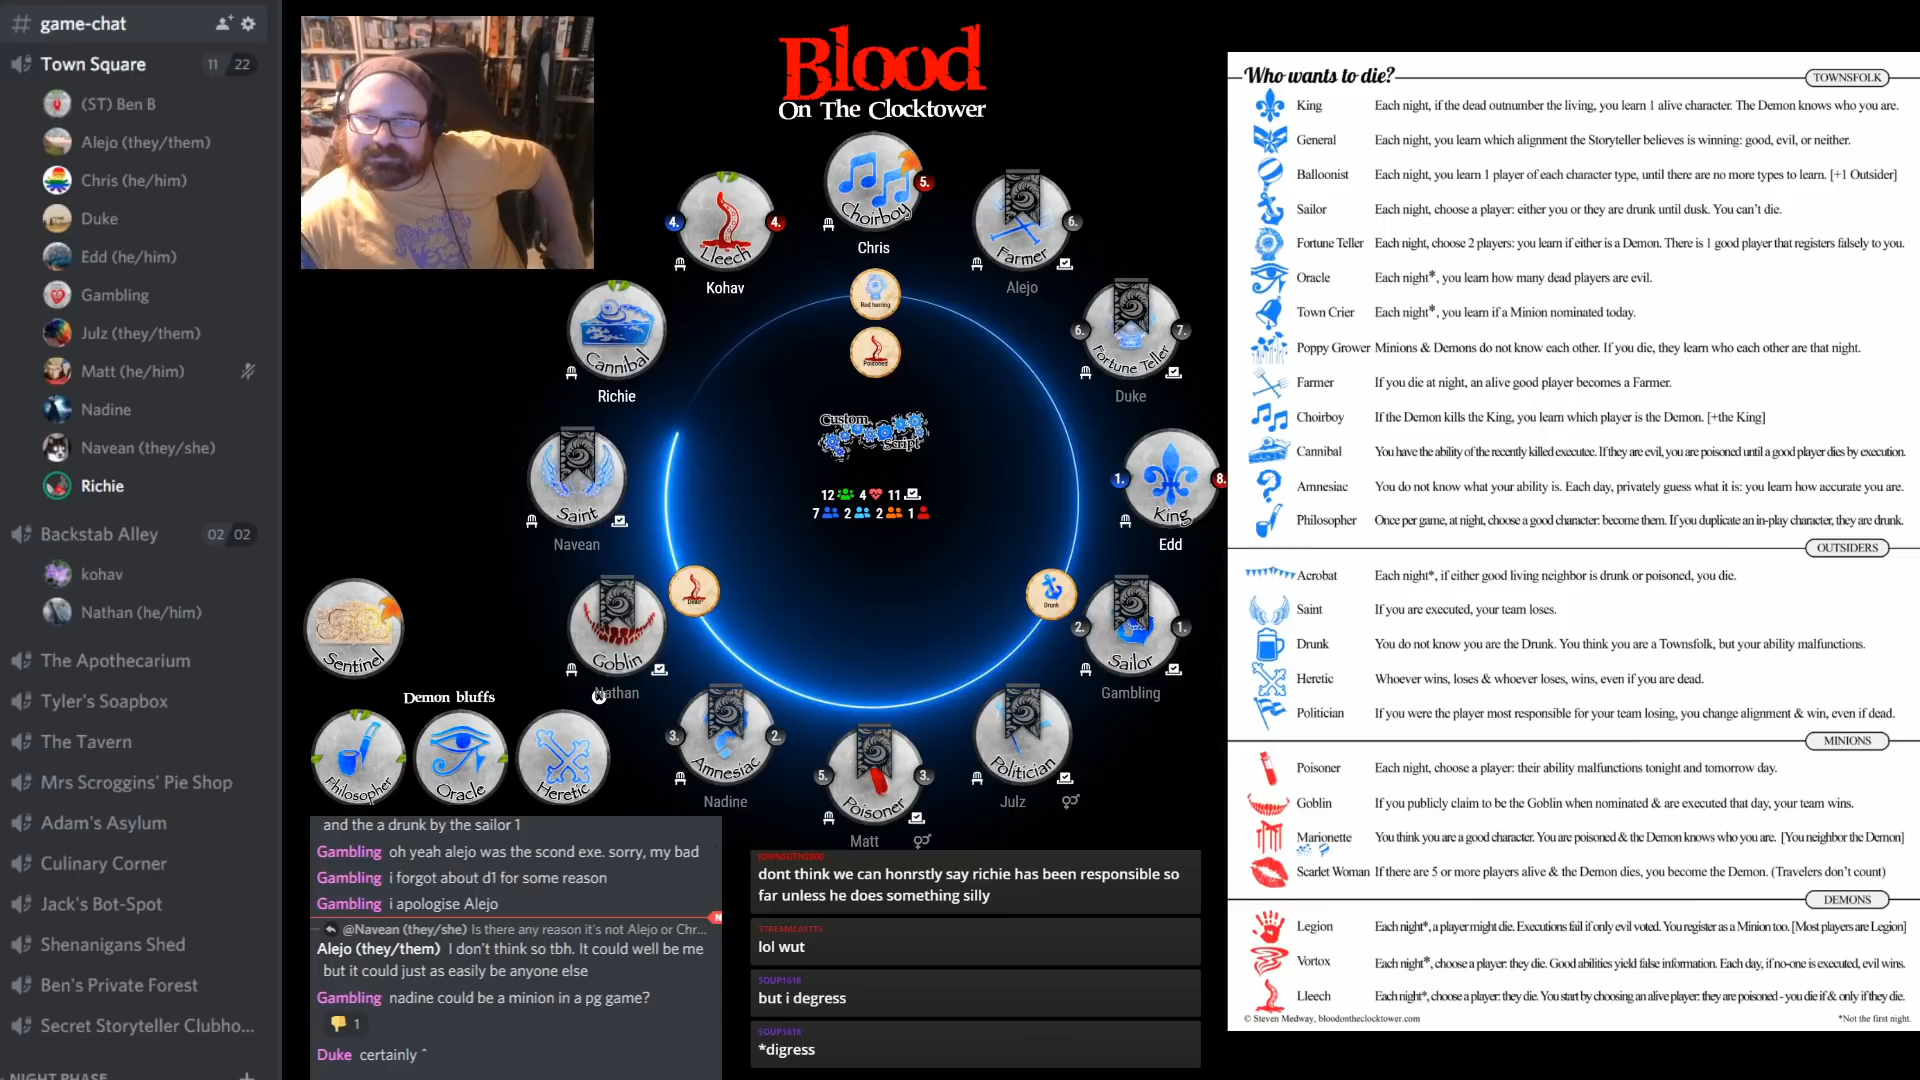 game-chat
Town Square 11 22
(ST) Ben B
Alejo (they/them)
Chris (he/him)
Duke
Edd (he/him)
Gambling
Julz (they/them)
Matt (he/him)
Nadine
Navean (they/she)
Richie
Backstab Alley 02 02
kohav
Nathan (he/him)
The Apothecarium
Tyler's Soapbox
The Tavern
Mrs Scroggins' Pie Shop
Adam's Asylum
Culinary Corner
Jack's Bot-Spot
Shenanigans Shed
Ben's Private Forest
Secret Storyteller Clubho...
NIGHT PHASE
Blood
On The Clocktower
Choirboy
5.
Chris
4.
Lleech
4.
Kohav
Farmer
6.
Alejo
Cannibal
Richie
Red herring
Poisoned
6.
Fortune Teller
7.
Duke
Custom
Script
12 4 11
7 2 2 1
Saint
Navean
1.
King
8.
Edd
Sentinel
Goblin
Nathan
Dead
Drunk
2.
Sailor
1.
Gambling
3.
Amnesiac
2.
Nadine
5.
Poisoner
3.
Matt
Politician
Julz
Demon bluffs
Philosopher
Oracle
Heretic
and the a drunk by the sailor 1
Gambling oh yeah alejo was the scond exe. sorry, my bad
Gambling i forgot about d1 for some reason
Gambling i apologise Alejo
@Navean (they/she) Is there any reason it's not Alejo or Chr...
Alejo (they/them) I don't think so tbh. It could well be me
but it could just as easily be anyone else
Gambling nadine could be a minion in a pg game?
1
Duke certainly ^
JOHNSUTH2000
dont think we can honrstly say richie has been responsible so
far unless he does something silly
STREAMCASTTV
lol wut
SOUP1618
but i degress
SOUP1618
*digress
Who wants to die?
TOWNSFOLK
King Each night, if the dead outnumber the living, you learn 1 alive character. The Demon knows who you are.
General Each night, you learn which alignment the Storyteller believes is winning: good, evil, or neither.
Balloonist Each night, you learn 1 player of each character type, until there are no more types to learn. [+1 Outsider]
Sailor Each night, choose a player: either you or they are drunk until dusk. You can't die.
Fortune Teller Each night, choose 2 players: you learn if either is a Demon. There is 1 good player that registers falsely to you.
Oracle Each night*, you learn how many dead players are evil.
Town Crier Each night*, you learn if a Minion nominated today.
Poppy Grower Minions & Demons do not know each other. If you die, they learn who each other are that night.
Farmer If you die at night, an alive good player becomes a Farmer.
Choirboy If the Demon kills the King, you learn which player is the Demon. [+the King]
Cannibal You have the ability of the recently killed executee. If they are evil, you are poisoned until a good player dies by execution.
Amnesiac You do not know what your ability is. Each day, privately guess what it is: you learn how accurate you are.
Philosopher Once per game, at night, choose a good character: become them. If you duplicate an in-play character, they are drunk.
OUTSIDERS
Acrobat Each night*, if either good living neighbor is drunk or poisoned, you die.
Saint If you are executed, your team loses.
Drunk You do not know you are the Drunk. You think you are a Townsfolk, but your ability malfunctions.
Heretic Whoever wins, loses & whoever loses, wins, even if you are dead.
Politician If you were the player most responsible for your team losing, you change alignment & win, even if dead.
MINIONS
Poisoner Each night, choose a player: their ability malfunctions tonight and tomorrow day.
Goblin If you publicly claim to be the Goblin when nominated & are executed that day, your team wins.
Marionette You think you are a good character. You are poisoned & the Demon knows who you are. [You neighbor the Demon]
Scarlet Woman If there are 5 or more players alive & the Demon dies, you become the Demon. (Travelers don't count)
DEMONS
Legion Each night*, a player might die. Executions fail if only evil voted. You register as a Minion too. [Most players are Legion]
Vortox Each night*, choose a player: they die. Good abilities yield false information. Each day, if no-one is executed, evil wins.
Lleech Each night*, choose a player: they die. You start by choosing an alive player: they are poisoned - you die if & only if they die.
© Steven Medway, bloodontheclocktower.com *Not the first night.